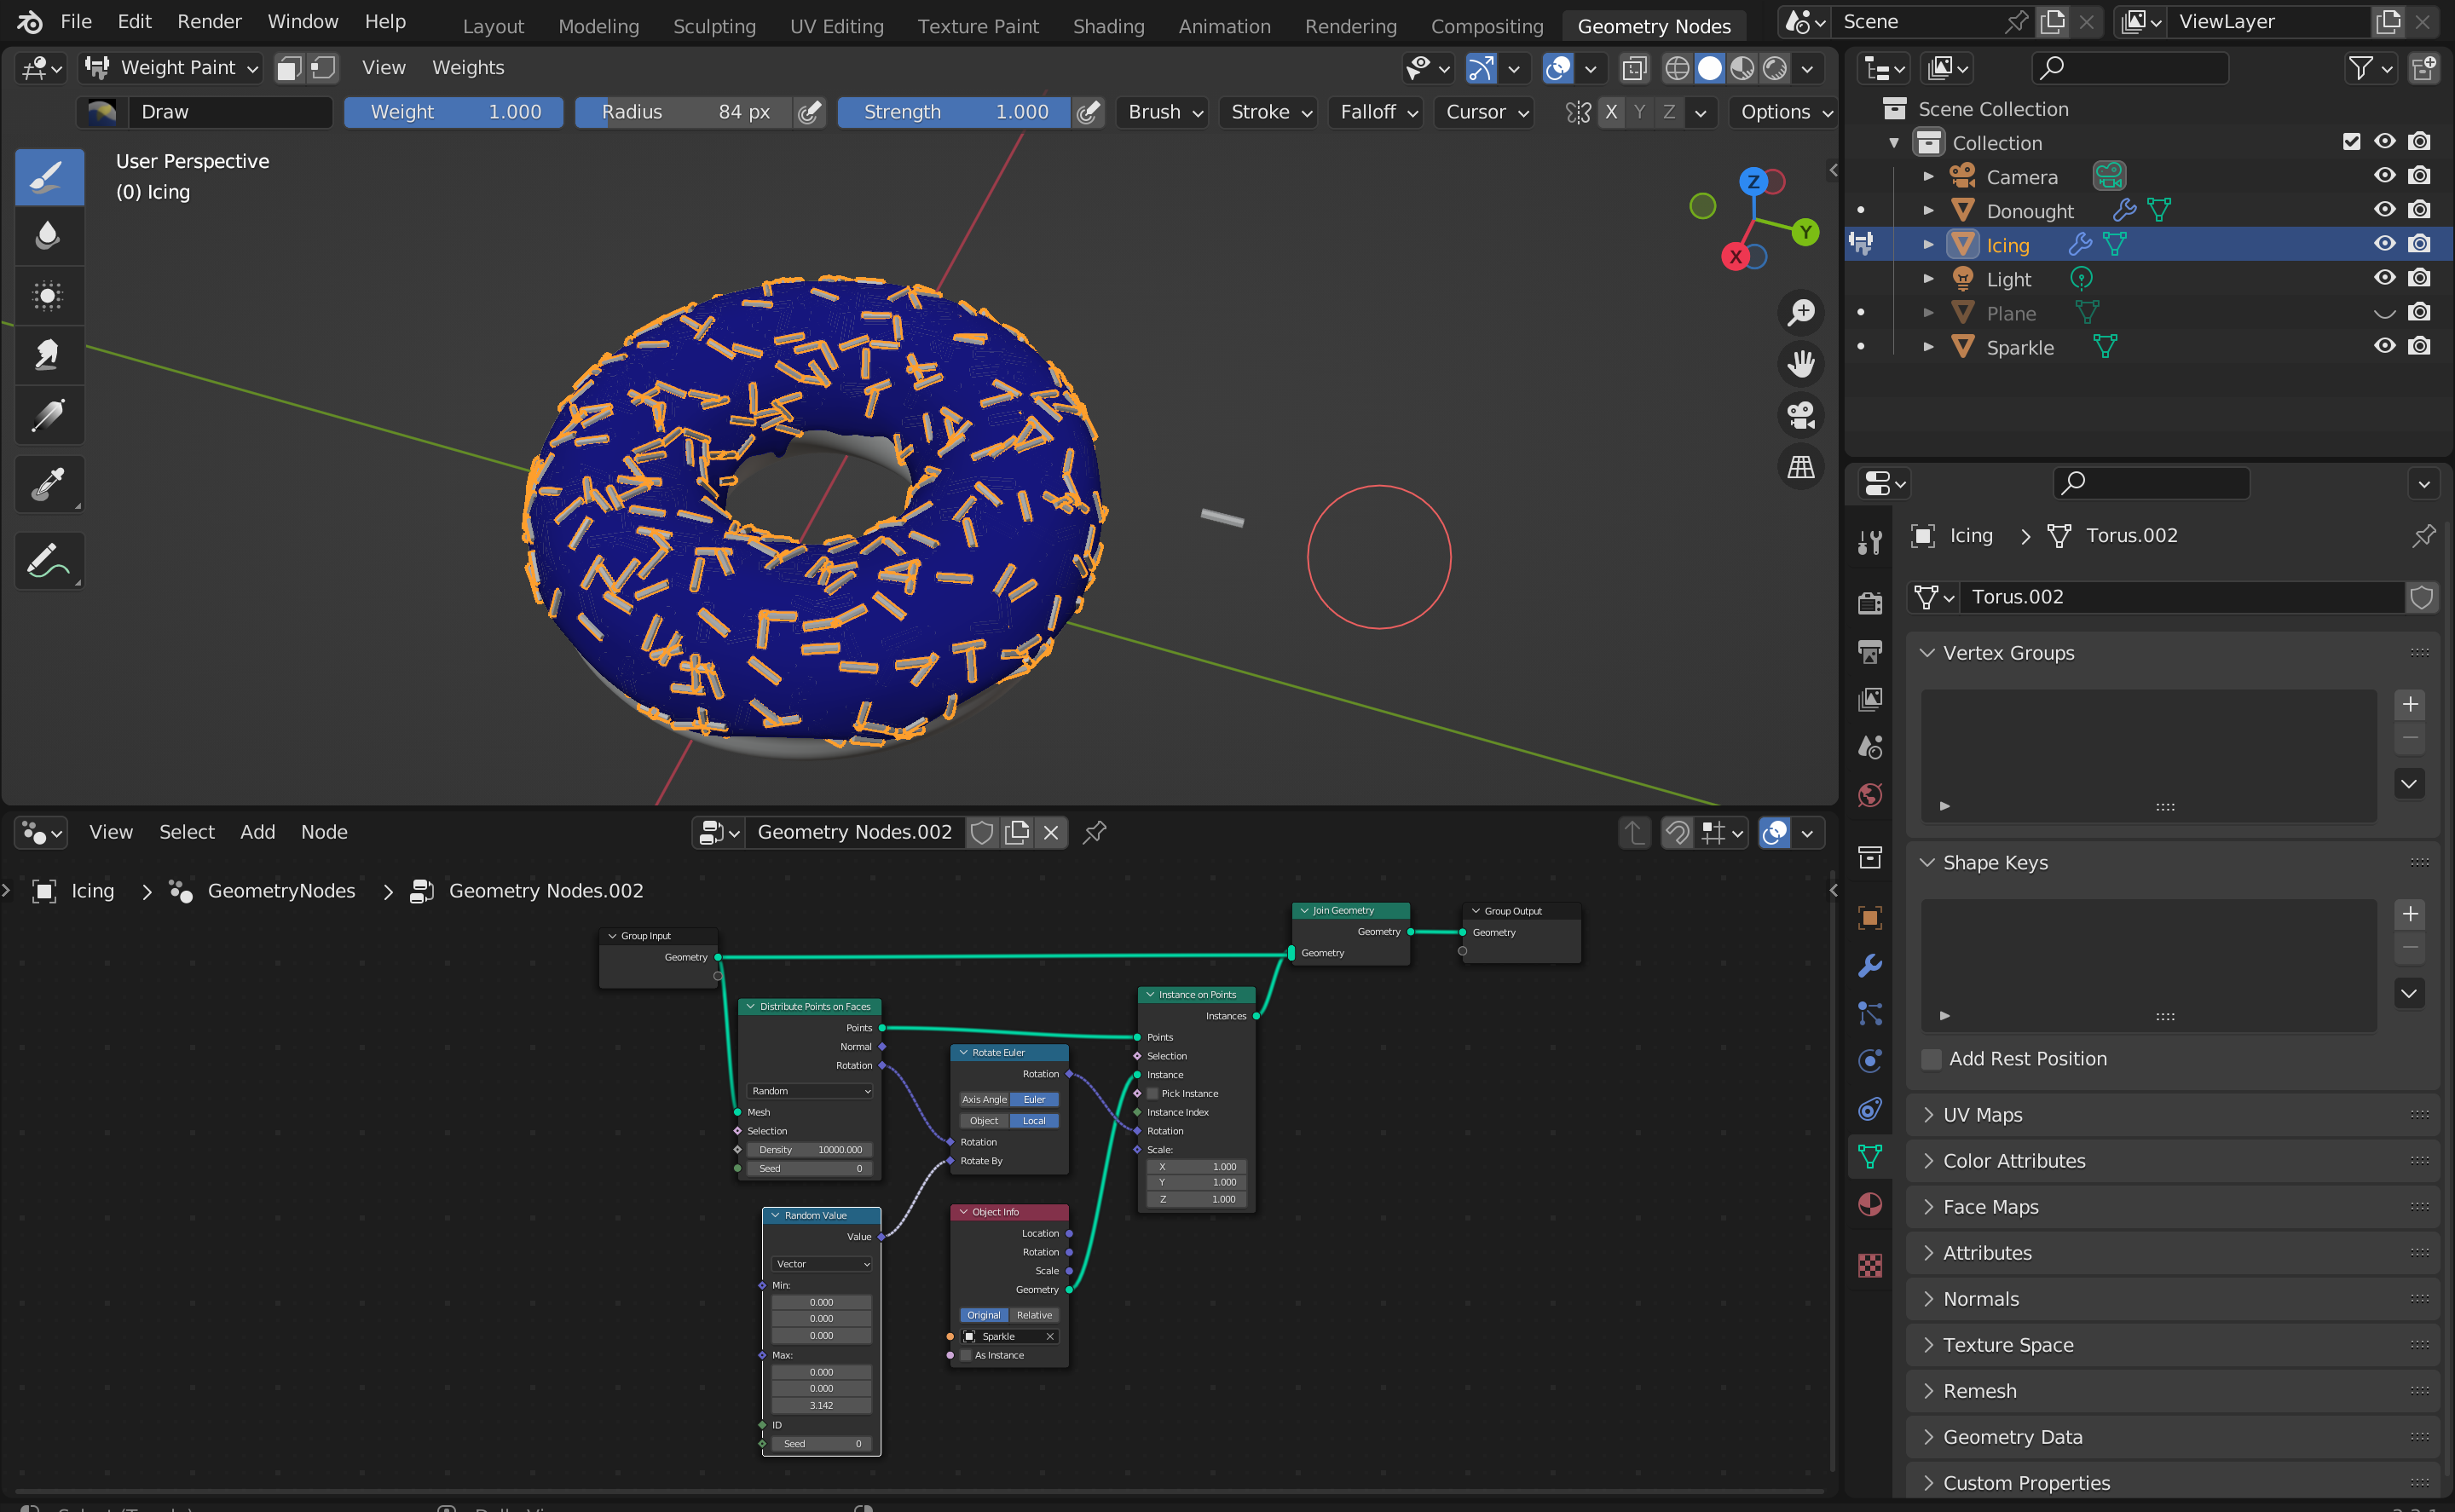 File Edit Render Window Help Layout Modeling Sculpting UV Editing Texture Paint Shading Animation Rendering Compositing Geometry Nodes Scene ViewLayer
Weight Paint View Weights
Draw Weight 1.000 Radius 84 px Strength 1.000 Brush Stroke Falloff Cursor X Y Z Options
User Perspective
(0) Icing
Z
Y
X
Scene Collection
Collection
Camera
Donought
Icing
Light
Plane
Sparkle
Icing > Torus.002
Torus.002
Vertex Groups
Shape Keys
Add Rest Position
UV Maps
Color Attributes
Face Maps
Attributes
Normals
Texture Space
Remesh
Geometry Data
Custom Properties
View Select Add Node Geometry Nodes.002
Icing > GeometryNodes > Geometry Nodes.002
Group Input
Geometry
Distribute Points on Faces
Points
Normal
Rotation
Random
Mesh
Selection
Density 10000.000
Seed 0
Random Value
Value
Vector
Min:
0.000
0.000
0.000
Max:
0.000
0.000
3.142
ID
Seed 0
Rotate Euler
Rotation
Axis Angle Euler
Object Local
Rotation
Rotate By
Object Info
Location
Rotation
Scale
Geometry
Original Relative
Sparkle
As Instance
Instance on Points
Instances
Points
Selection
Instance
Pick Instance
Instance Index
Rotation
Scale:
X 1.000
Y 1.000
Z 1.000
Join Geometry
Geometry
Geometry
Group Output
Geometry